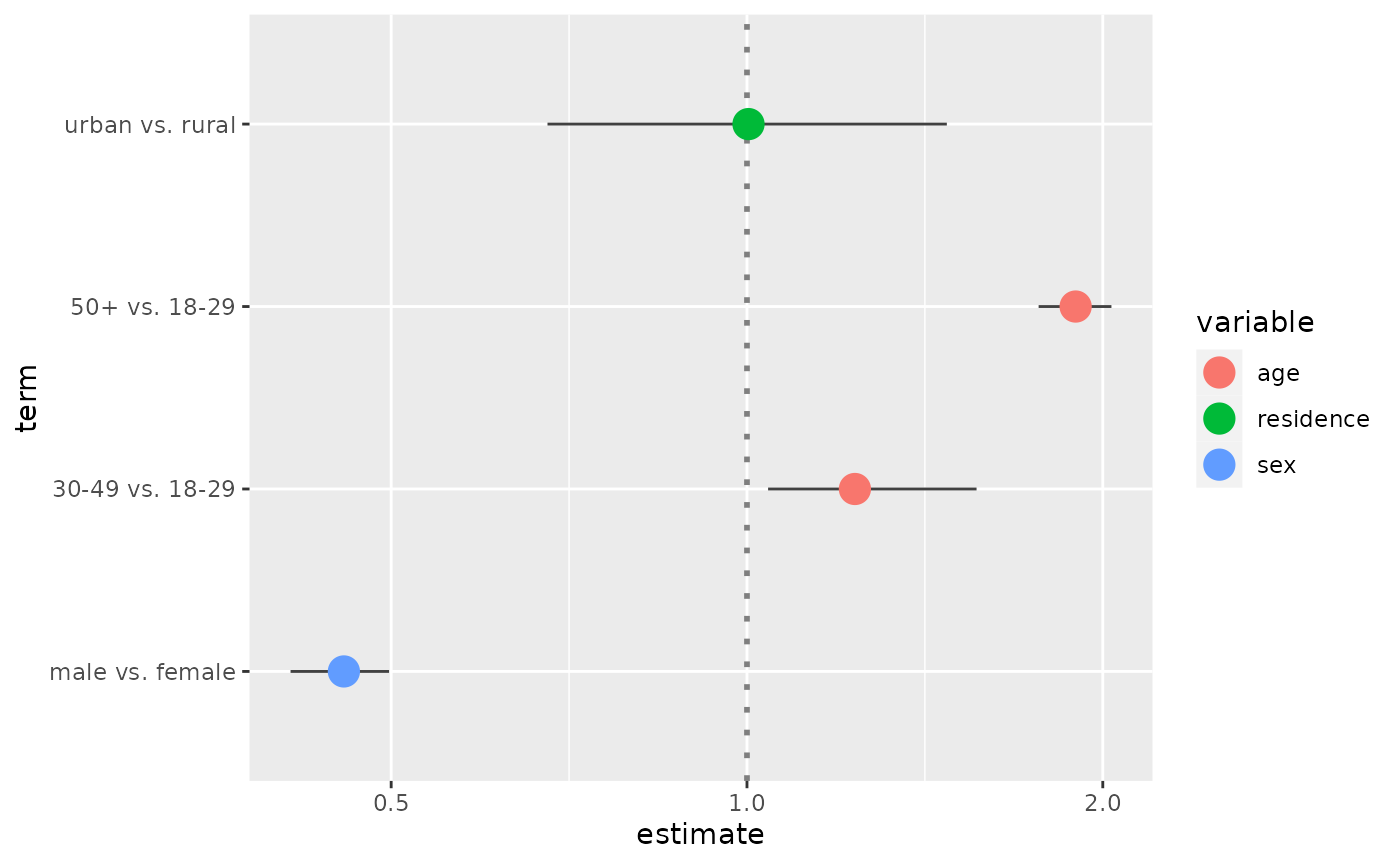 term
urban vs. rural
50+ vs. 18-29
30-49 vs. 18-29
male vs. female
0.5
1.0
2.0
estimate
variable
age
residence
sex